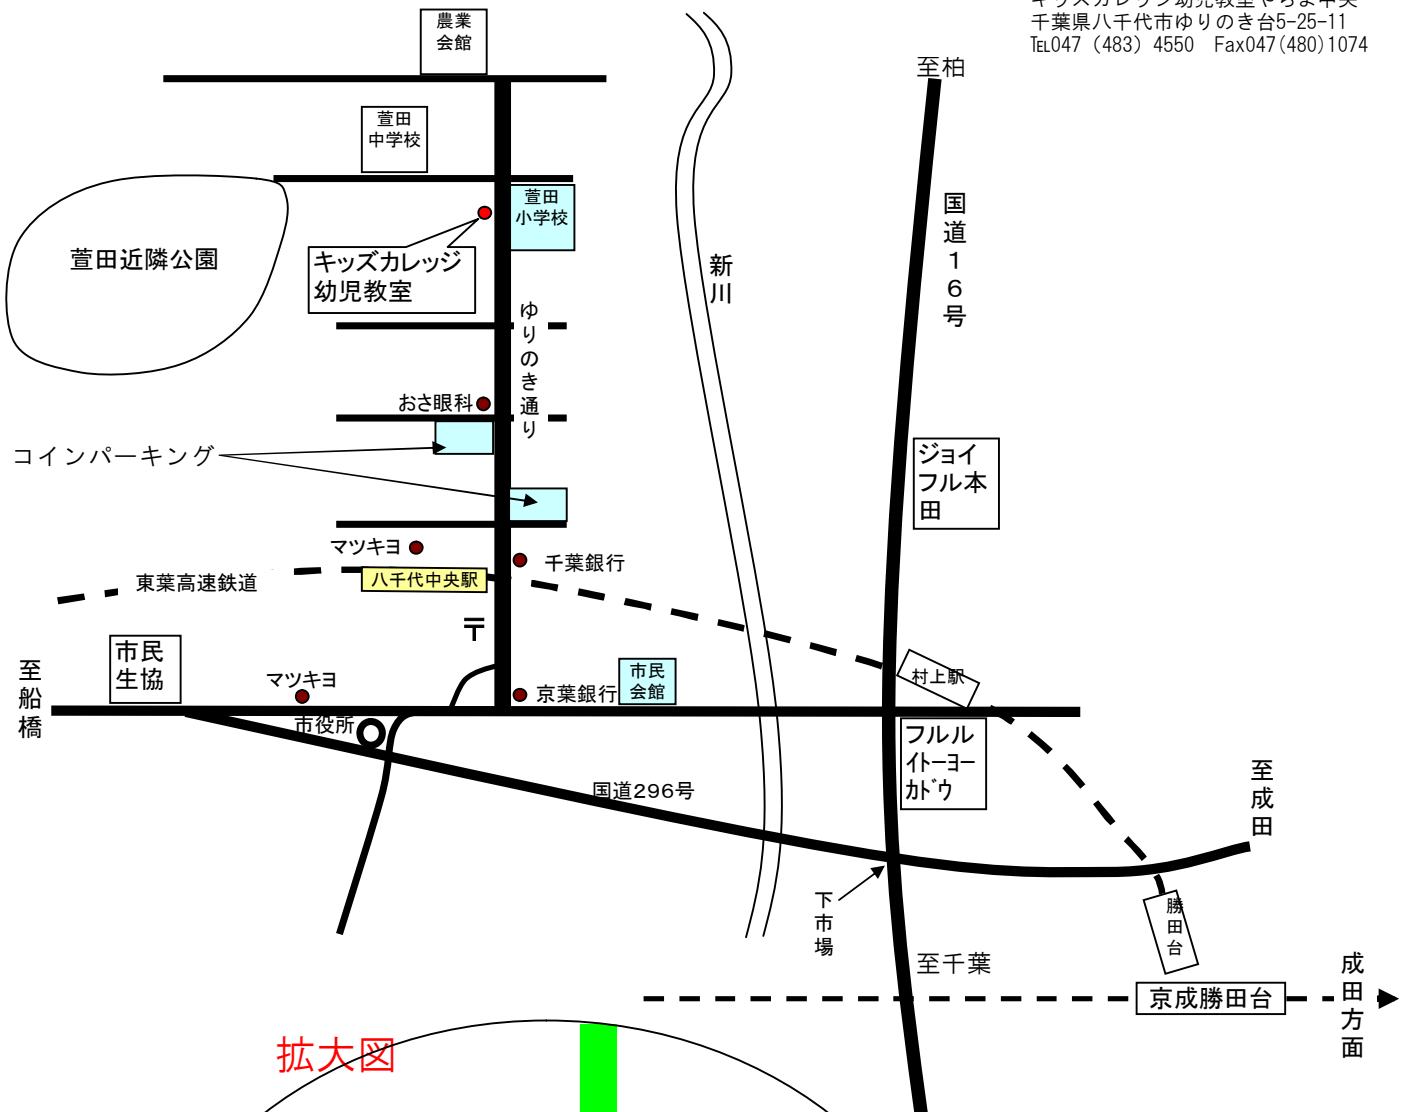 千葉県八千代市ゆりのき台5-25-11
℡047（483）4550　Fax047(480)1074
農業
会館
至柏
萱田
中学校
萱田
小学校
国道１６号
萱田近隣公園
キッズカレッジ
幼児教室
新川
ゆりのき通り
おさ眼科
コインパーキング
ジョイ
フル本
田
マツキヨ
千葉銀行
東葉高速鉄道
八千代中央駅
〒
市民
生協
至船橋
マツキヨ
京葉銀行
市民
会館
村上駅
市役所
フルル
イトーヨー
カドウ
国道296号
至成田
下市場
勝田台
至千葉
京成勝田台
成田方面
拡大図